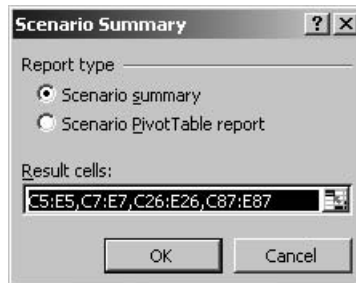 Scenario Summary
Report type
Scenario summary
Scenario PivotTable report
Result cells:
C5:E5,C7:E7,C26:E26,C87:E87
OK Cancel